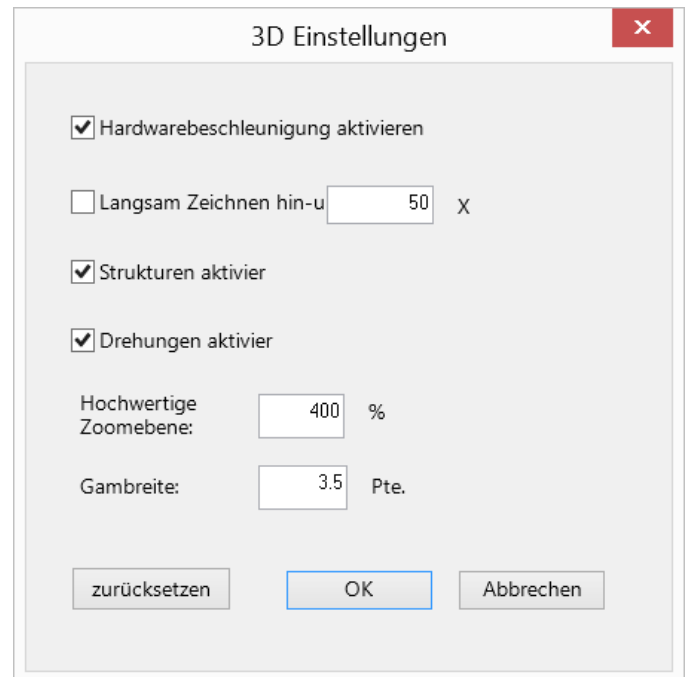 3D Einstellungen
Hardwarebeschleunigung aktivieren
Langsam Zeichnen hin-u 50 X
Strukturen aktivier
Drehungen aktivier
Hochwertige
Zoomebene: 400 %
Gambreite: 3.5 Pte.
zurücksetzen OK Abbrechen